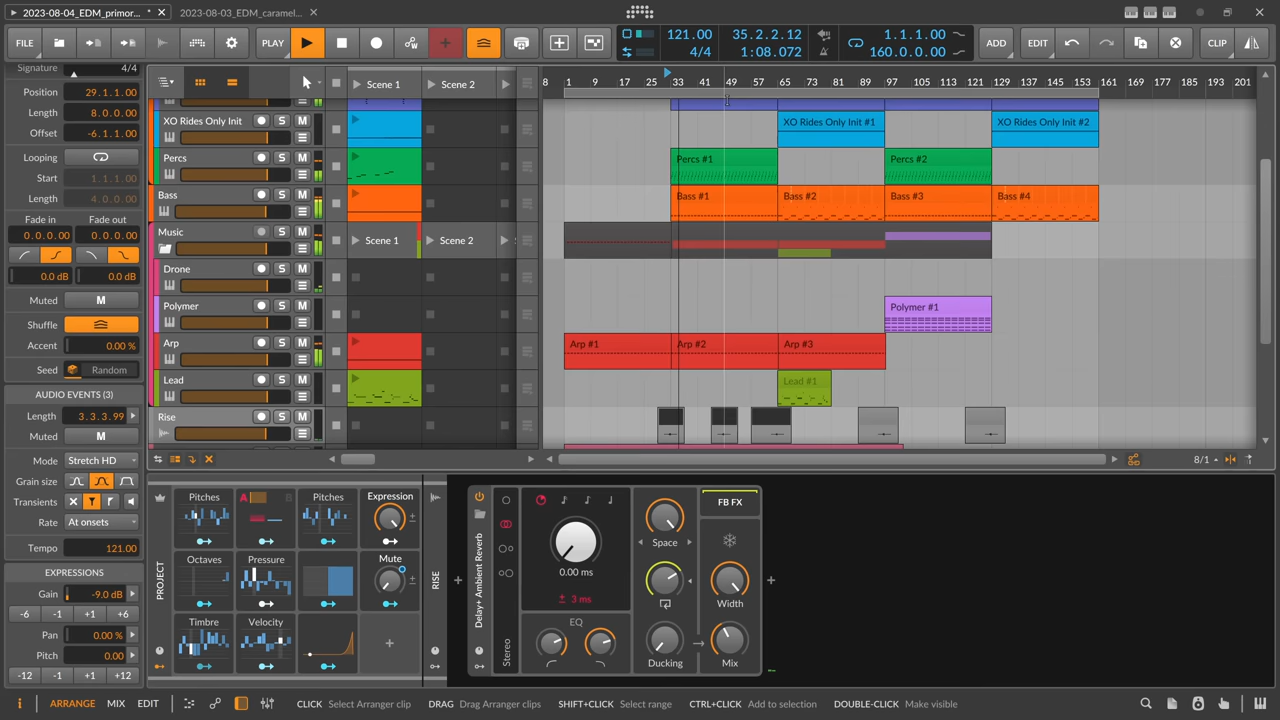 2023-08-04_EDM_primor... *
2023-08-03_EDM_caramel...
FILE
PLAY
121.00
4/4
35.2.2.12
1:08.072
1.1.1.00
160.0.0.00
ADD
EDIT
CLIP
Signature 4/4
Position 29.1.1.00
Length 8.0.0.00
Offset -6.1.1.00
Looping
Start 1.1.1.00
Length 4.0.0.00
Fade in Fade out
0.0.0.00 0.0.0.00
0.0 dB 0.0 dB
Muted M
Shuffle
Accent 0.00 %
Seed Random
AUDIO EVENTS (3)
Length 3.3.3.99
Muted M
Mode Stretch HD
Grain size
Transients
Rate At onsets
Tempo 121.00
EXPRESSIONS
Gain -9.0 dB
-6 -1 +1 +6
Pan 0.00 %
Pitch 0.00
-12 -1 +1 +12
Scene 1 Scene 2
8 1 9 17 25 33 41 49 57 65 73 81 89 97 105 113 121 129 137 145 153 161 169 177 185 193 201
XO Rides Only Init S M
XO Rides Only Init #1 XO Rides Only Init #2
Percs S M
Percs #1 Percs #2
Bass S M
Bass #1 Bass #2 Bass #3 Bass #4
Music S M
Scene 1 Scene 2 S
Drone S M
Polymer S M
Polymer #1
Arp S M
Arp #1 Arp #2 Arp #3
Lead S M
Lead #1
Rise S M
8/1
PROJECT
Pitches A B Pitches Expression
Octaves Pressure Mute
Timbre Velocity
RISE
Delay+ Ambient Reverb
Stereo
0.00 ms
± 3 ms
EQ
Space
Ducking
FB FX
Width
Mix
ARRANGE MIX EDIT
CLICK Select Arranger clip
DRAG Drag Arranger clips
SHIFT+CLICK Select range
CTRL+CLICK Add to selection
DOUBLE-CLICK Make visible